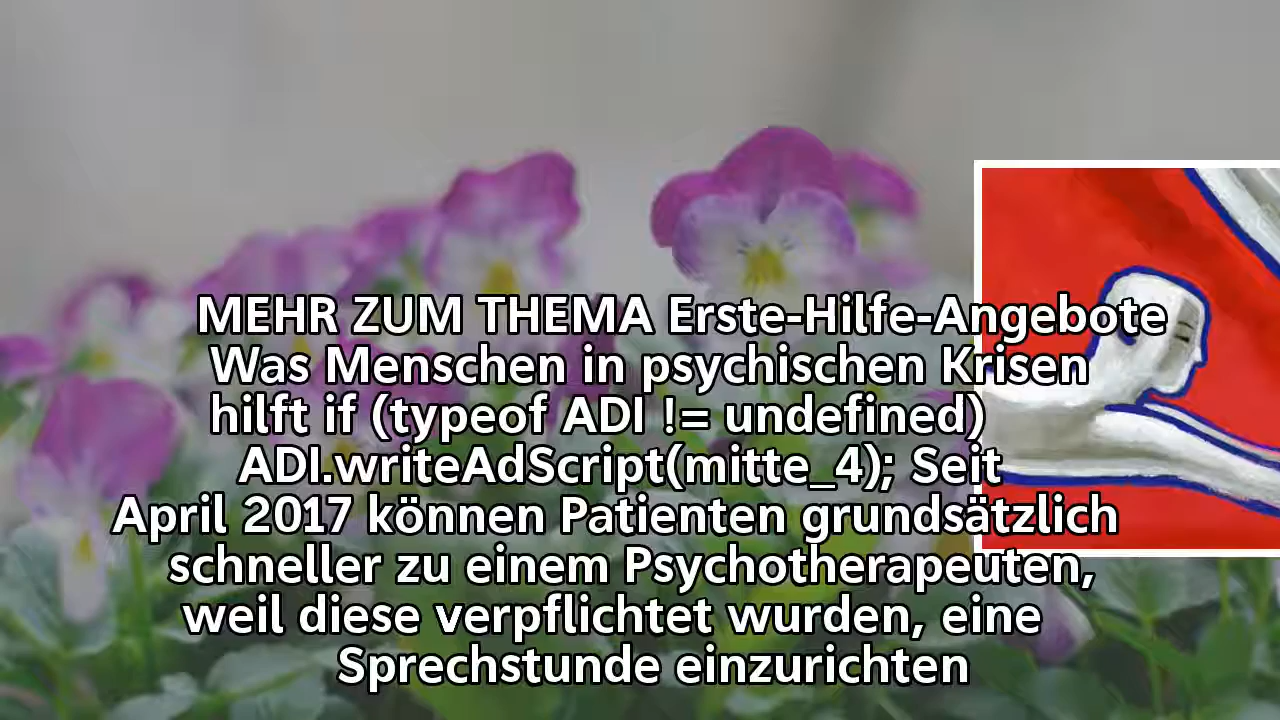 MEHR ZUM THEMA Erste-Hilfe-Angebote
Was Menschen in psychischen Krisen
hilft if (typeof ADI != undefined)
ADI.writeAdScript(mitte_4); Seit
April 2017 können Patienten grundsätzlich
schneller zu einem Psychotherapeuten,
weil diese verpflichtet wurden, eine
Sprechstunde einzurichten